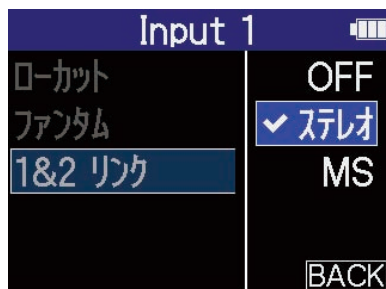 Input 1
ローカット
ファンタム
1&2 リンク
OFF
✔ ステレオ
MS
BACK